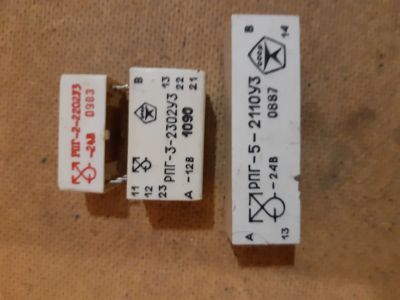 РПГ-2-2202У3
-24В 0983
В 13 22 21
РПГ-3-2302У3
1090
11 12 23
А -12В
В 14
СССР
РПГ-5-2110У3
0887
-24В
А 13